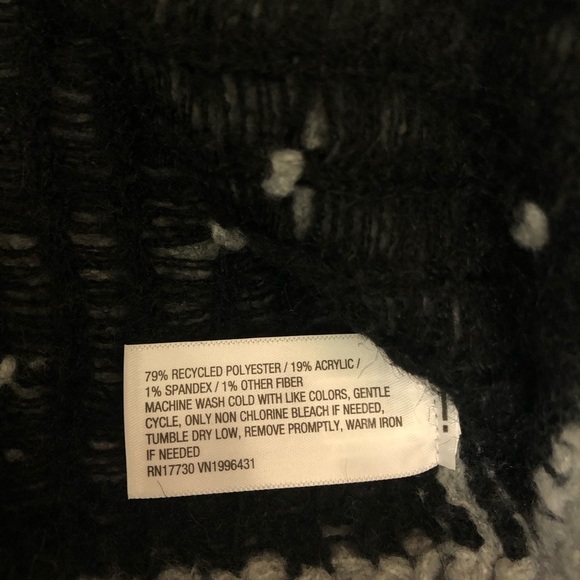 79% RECYCLED POLYESTER / 19% ACRYLIC /
1% SPANDEX / 1% OTHER FIBER
MACHINE WASH COLD WITH LIKE COLORS, GENTLE
CYCLE, ONLY NON CHLORINE BLEACH IF NEEDED,
TUMBLE DRY LOW, REMOVE PROMPTLY, WARM IRON
IF NEEDED
RN17730 VN1996431